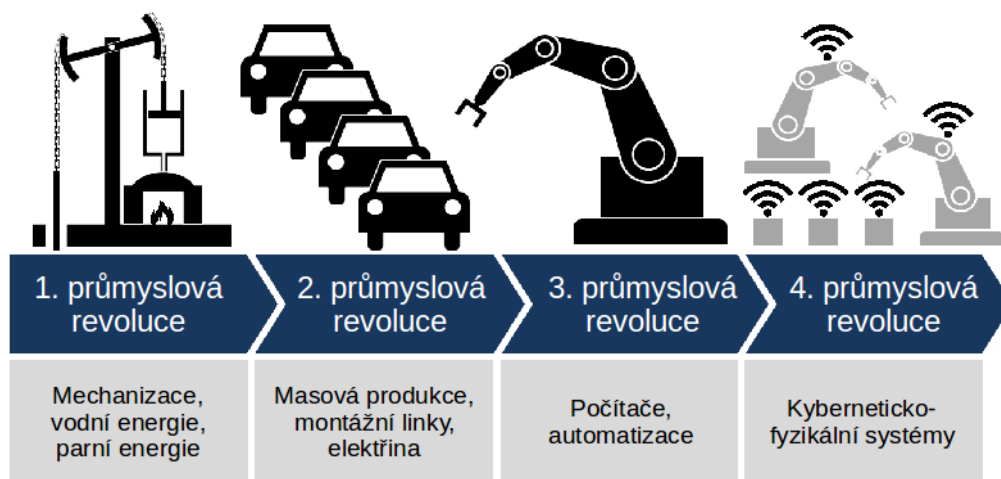 1. průmyslová
revoluce
2. průmyslová
revoluce
3. průmyslová
revoluce
4. průmyslová
revoluce
Mechanizace,
vodní energie,
parní energie
Masová produkce,
montážní linky,
elektřina
Počítače,
automatizace
Kyberneticko-
fyzikální systémy